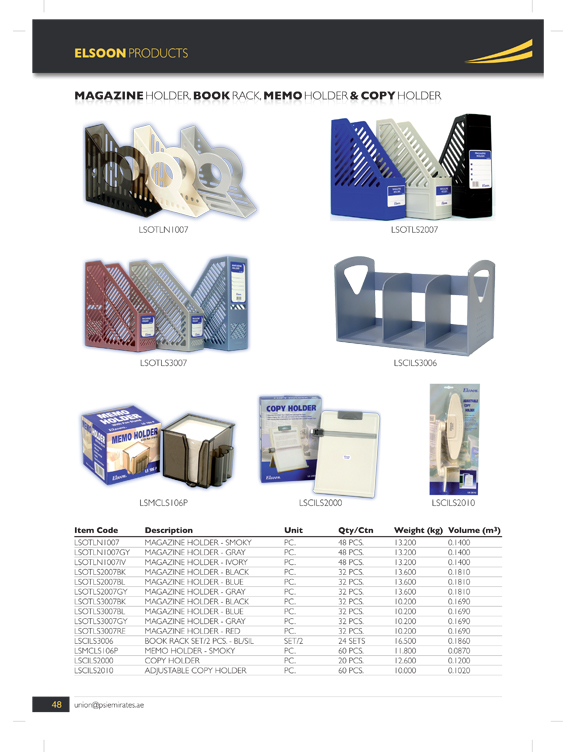 ELSOON PRODUCTS
MAGAZINE HOLDER, BOOK RACK, MEMO HOLDER & COPY HOLDER
LSOTLN1007
LSOTLS2007
LSOTLS3007
LSCILS3006
MEMO HOLDER
MEMO HOLDER
Elsoon
COPY HOLDER
Elsoon
Elsoon
LSMCLS106P
LSCILS2000
LSCILS2010
Item Code Description Unit Qty/Ctn Weight (kg) Volume (m³)
LSOTLN1007 MAGAZINE HOLDER - SMOKY PC. 48 PCS. 13.200 0.1400
LSOTLN1007GY MAGAZINE HOLDER - GRAY PC. 48 PCS. 13.200 0.1400
LSOTLN1007IV MAGAZINE HOLDER - IVORY PC. 48 PCS. 13.200 0.1400
LSOTLS2007BK MAGAZINE HOLDER - BLACK PC. 32 PCS. 13.600 0.1810
LSOTLS2007BL MAGAZINE HOLDER - BLUE PC. 32 PCS. 13.600 0.1810
LSOTLS2007GY MAGAZINE HOLDER - GRAY PC. 32 PCS. 13.600 0.1810
LSOTLS3007BK MAGAZINE HOLDER - BLACK PC. 32 PCS. 10.200 0.1690
LSOTLS3007BL MAGAZINE HOLDER - BLUE PC. 32 PCS. 10.200 0.1690
LSOTLS3007GY MAGAZINE HOLDER - GRAY PC. 32 PCS. 10.200 0.1690
LSOTLS3007RE MAGAZINE HOLDER - RED PC. 32 PCS. 10.200 0.1690
LSCILS3006 BOOK RACK SET/2 PCS. - BL/SIL SET/2 24 SETS 16.500 0.1860
LSMCLS106P MEMO HOLDER - SMOKY PC. 60 PCS. 11.800 0.0870
LSCILS2000 COPY HOLDER PC. 20 PCS. 12.600 0.1200
LSCILS2010 ADJUSTABLE COPY HOLDER PC. 60 PCS. 10.000 0.1020
48 union@psiemirates.ae